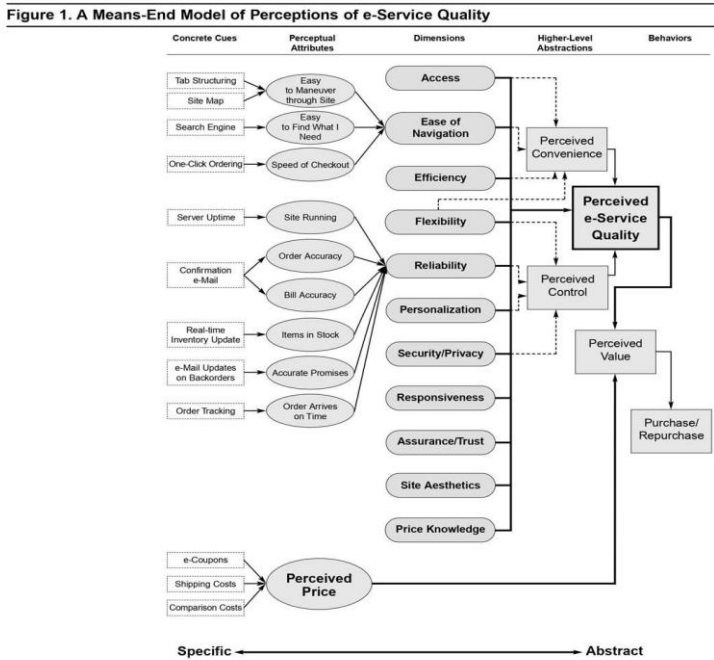 Figure 1. A Means-End Model of Perceptions of e-Service Quality
Concrete Cues
Perceptual
Attributes
Dimensions
Higher-Level
Abstractions
Behaviors
Tab Structuring
Site Map
Search Engine
One-Click Ordering
Server Uptime
Confirmation
e-Mail
Real-time
Inventory Update
e-Mail Updates
on Backorders
Order Tracking
Easy
to Maneuver
through Site
Easy
to Find What I
Need
Speed of Checkout
Site Running
Order Accuracy
Bill Accuracy
Items in Stock
Accurate Promises
Order Arrives
on Time
Access
Ease of
Navigation
Efficiency
Flexibility
Reliability
Personalization
Security/Privacy
Responsiveness
Assurance/Trust
Site Aesthetics
Price Knowledge
Perceived
Convenience
Perceived
e-Service
Quality
Perceived
Control
Perceived
Value
Purchase/
Repurchase
e-Coupons
Shipping Costs
Comparison Costs
Perceived
Price
Specific
Abstract